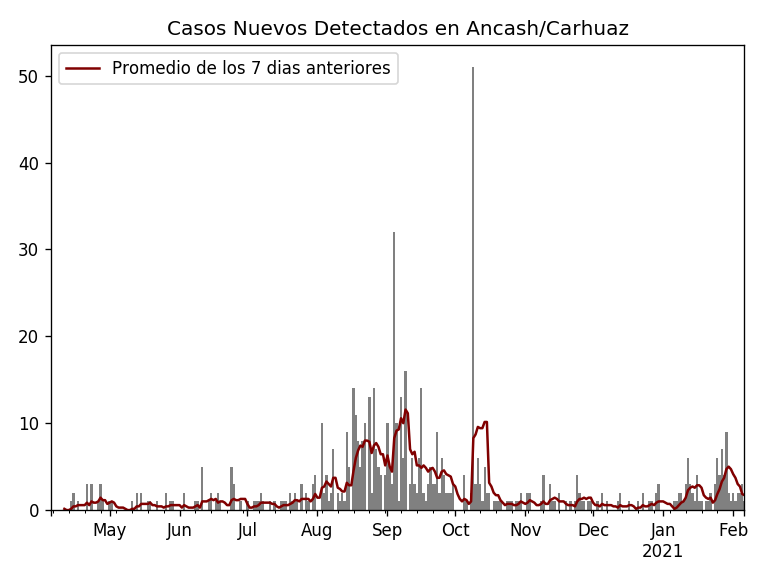 Casos Nuevos Detectados en Ancash/Carhuaz
Promedio de los 7 dias anteriores
50
40
30
20
10
0
May Jun Jul Aug Sep Oct Nov Dec Jan Feb
2021